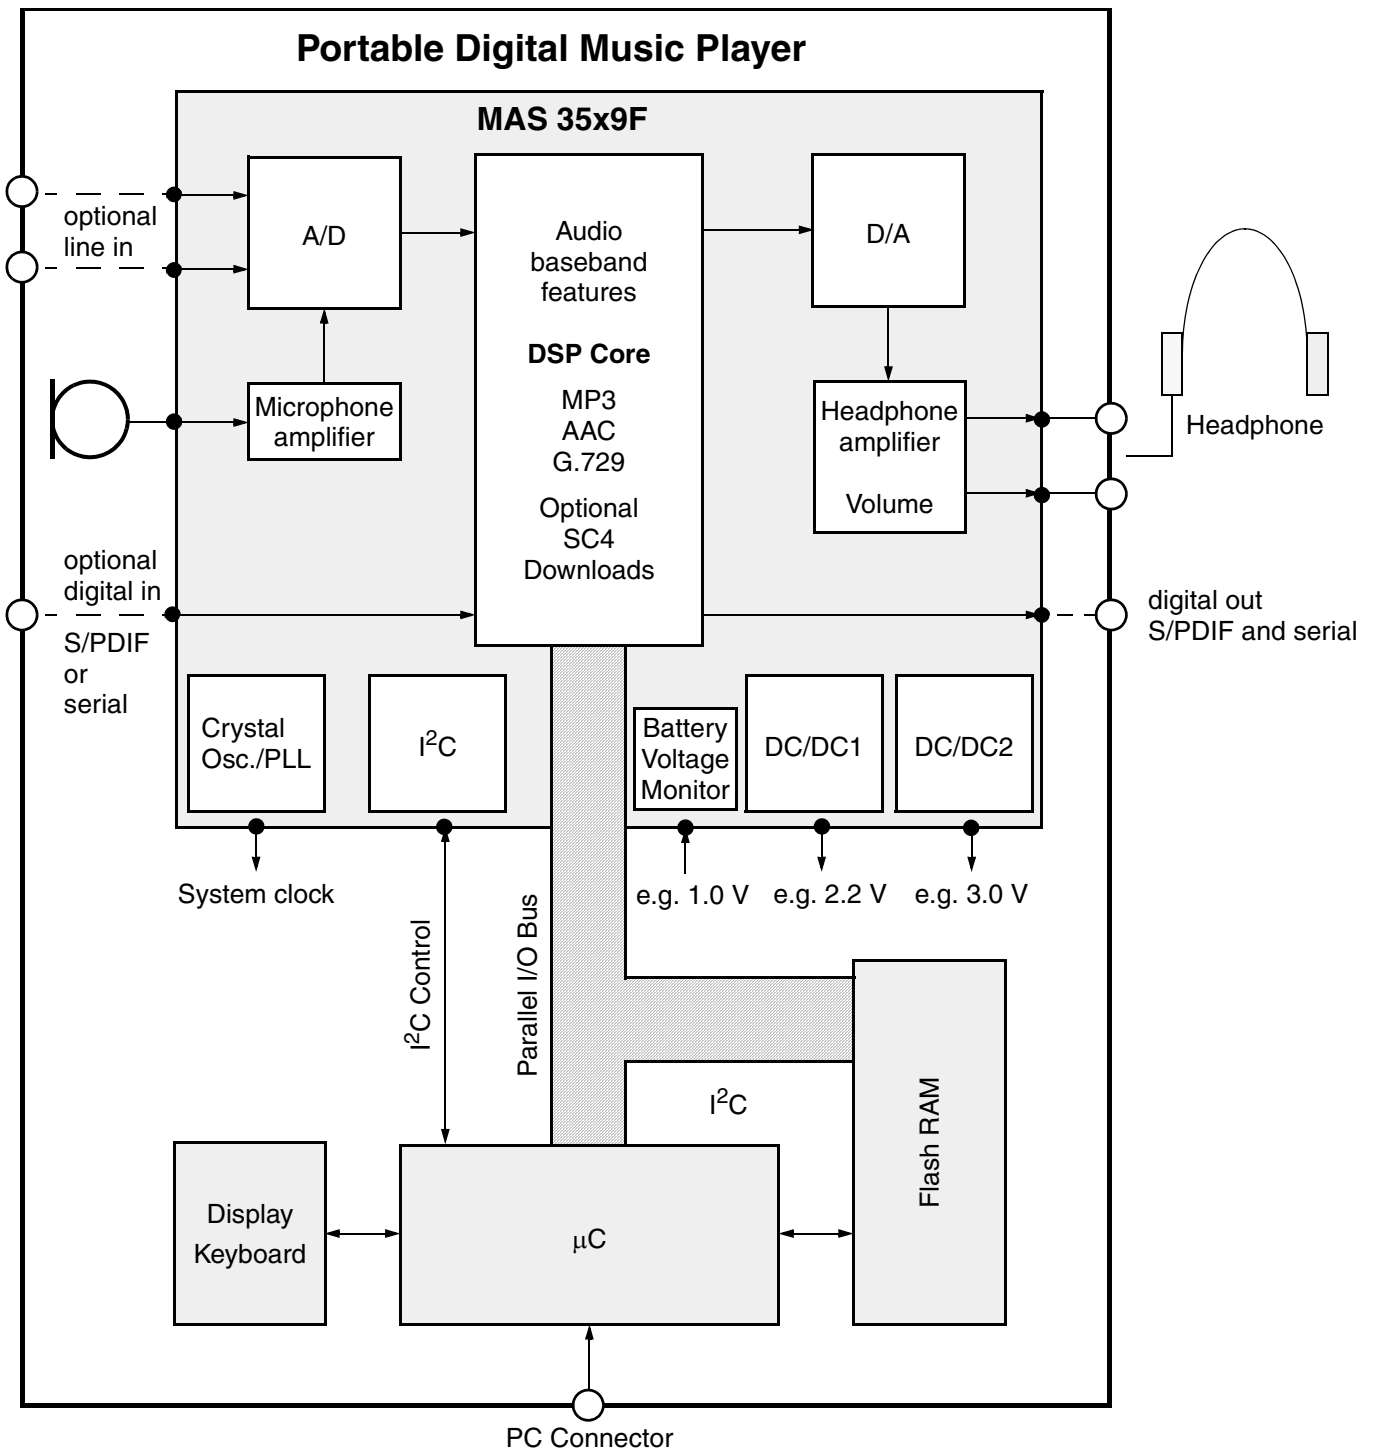 Portable Digital Music Player
MAS 35x9F
optional
line in
A/D
Audio
baseband
features
DSP Core
MP3
AAC
G.729
Optional
SC4
Downloads
D/A
Microphone
amplifier
Headphone
amplifier
Volume
Headphone
optional
digital in
S/PDIF
or
serial
digital out
S/PDIF and serial
Crystal
Osc./PLL
I²C
Battery
Voltage
Monitor
DC/DC1
DC/DC2
System clock
e.g. 1.0 V
e.g. 2.2 V
e.g. 3.0 V
I²C Control
Parallel I/O Bus
I²C
Flash RAM
Display
Keyboard
µC
PC Connector